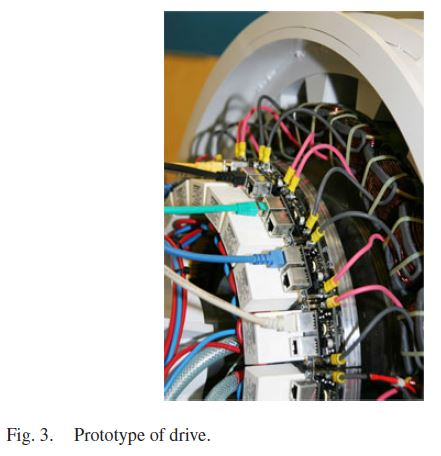 Fig. 3. Prototype of drive.